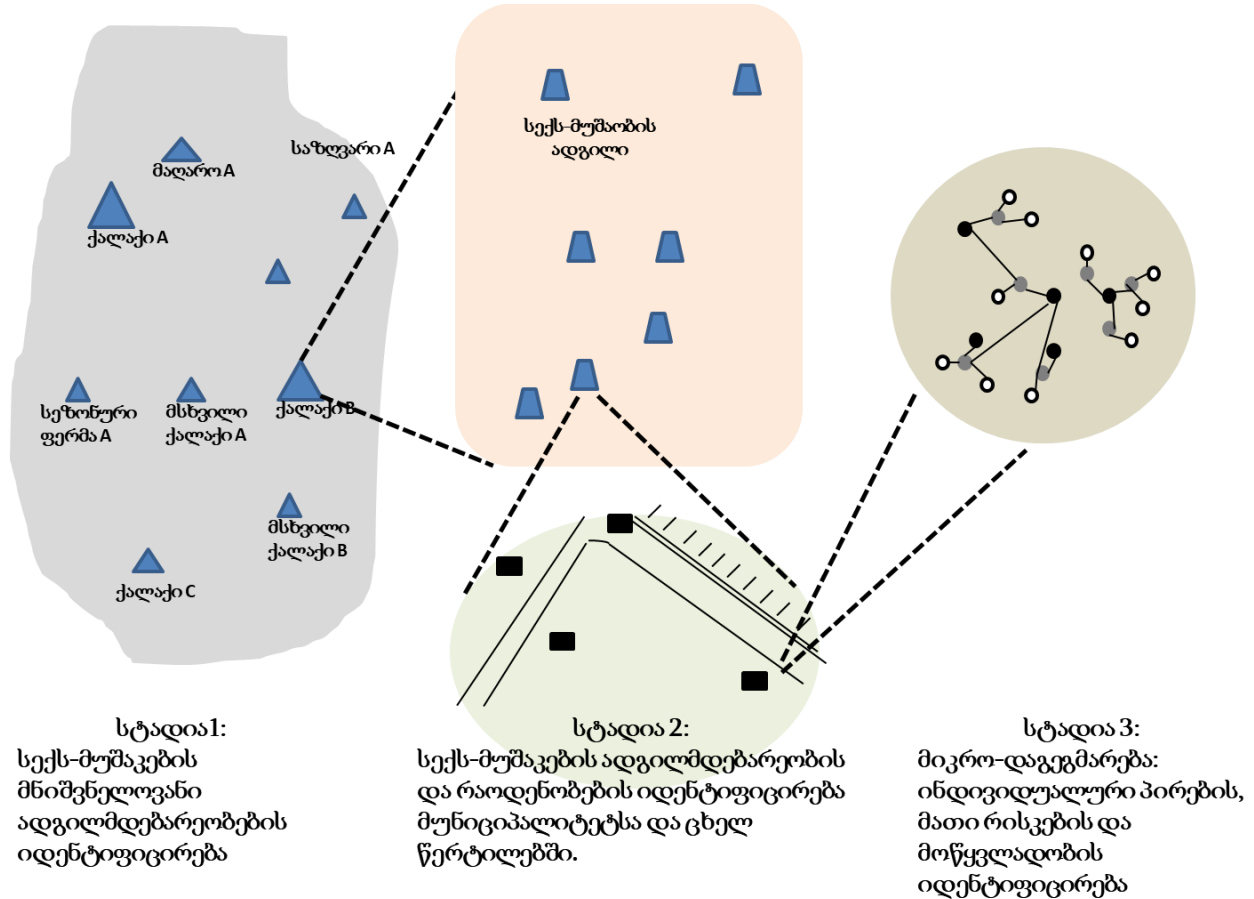 მაღარო A
საზღვარი A
ქალაქი A
სეზონური
ფერმა A
მსხვილი
ქალაქი A
ქალაქი B
მსხვილი
ქალაქი B
ქალაქი C
სექს-მუშაობის
ადგილი
სტადია1:
სექს-მუშაკების
მნიშვნელოვანი
ადგილმდებარეობების
იდენტიფიცირება
სტადია 2:
სექს-მუშაკების ადგილმდებარეობის
და რაოდენობების იდენტიფიცირება
მუნიციპალიტეტსა და ცხელ
წერტილებში.
სტადია 3:
მიკრო-დაგეგმარება:
ინდივიდუალური პირების,
მათი რისკების და
მოწყვლადობის
იდენტიფიცირება